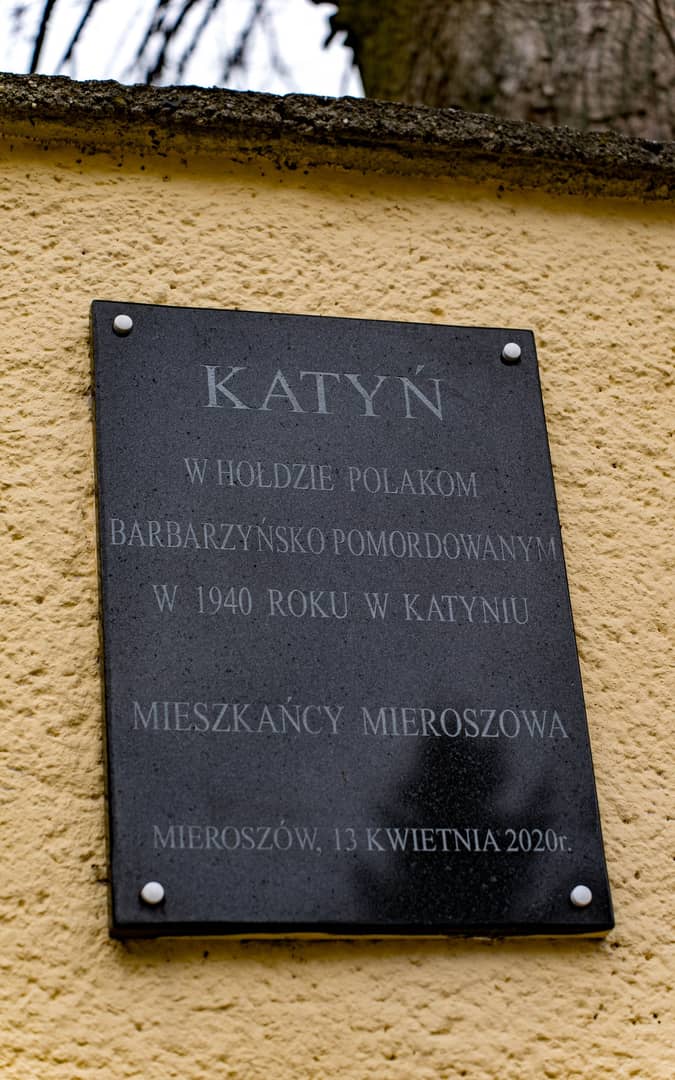 KATYŃ
W HOŁDZIE POLAKOM
BARBARZYŃSKO POMORDOWANYM
W 1940 ROKU W KATYNIU
MIESZKAŃCY MIEROSZOWA
MIEROSZÓW, 13 KWIETNIA 2020r.